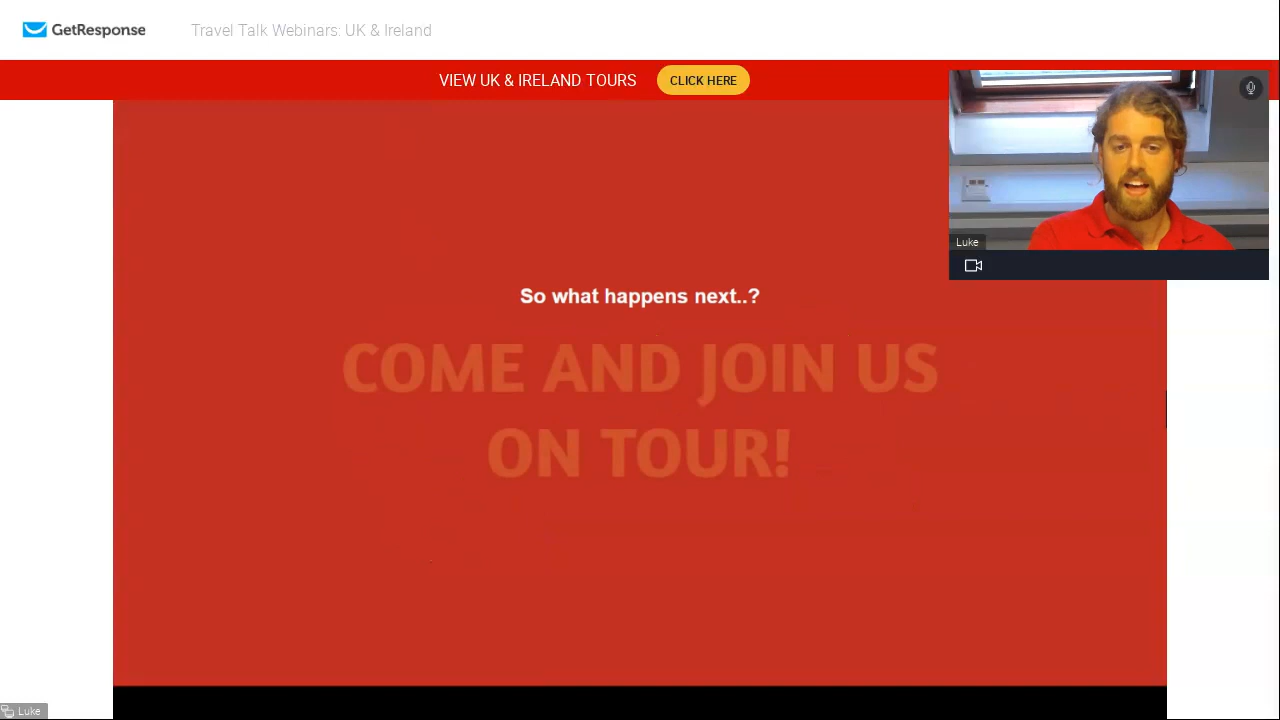 GetResponse
Travel Talk Webinars: UK & Ireland
VIEW UK & IRELAND TOURS
CLICK HERE
Luke
So what happens next..?
COME AND JOIN US
ON TOUR!
Luke